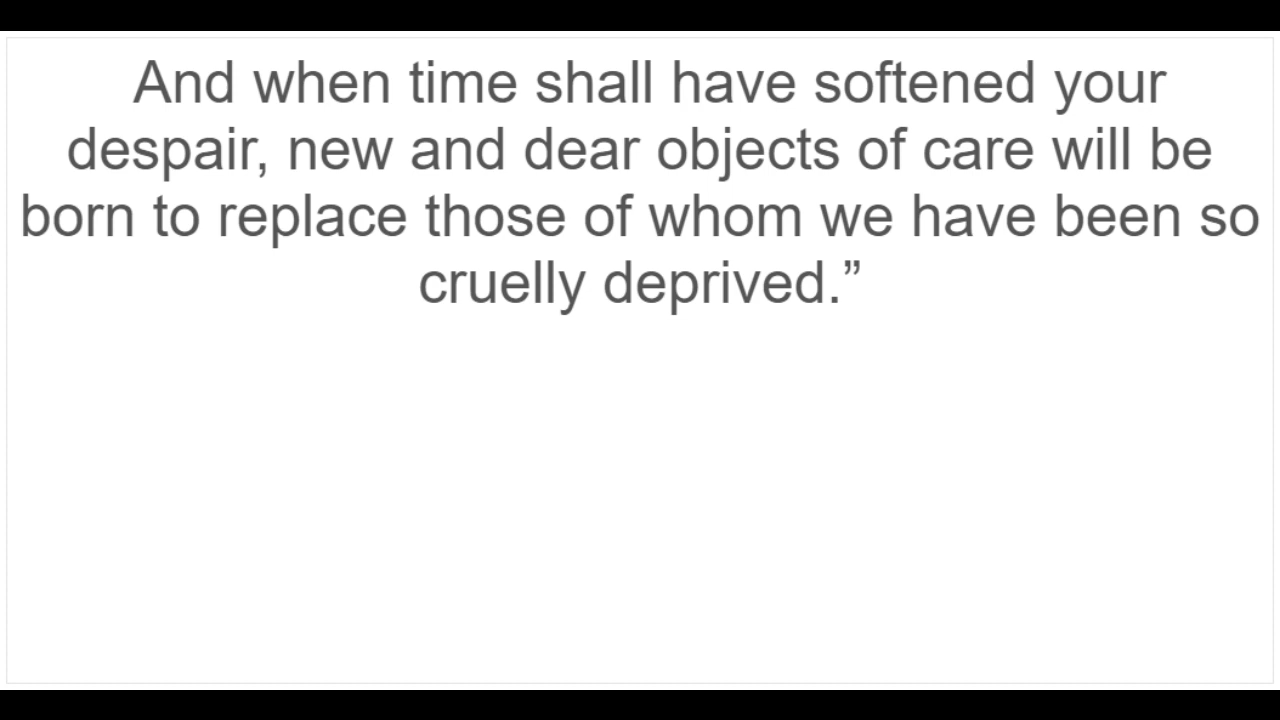 And when time shall have softened your
despair, new and dear objects of care will be
born to replace those of whom we have been so
cruelly deprived.”